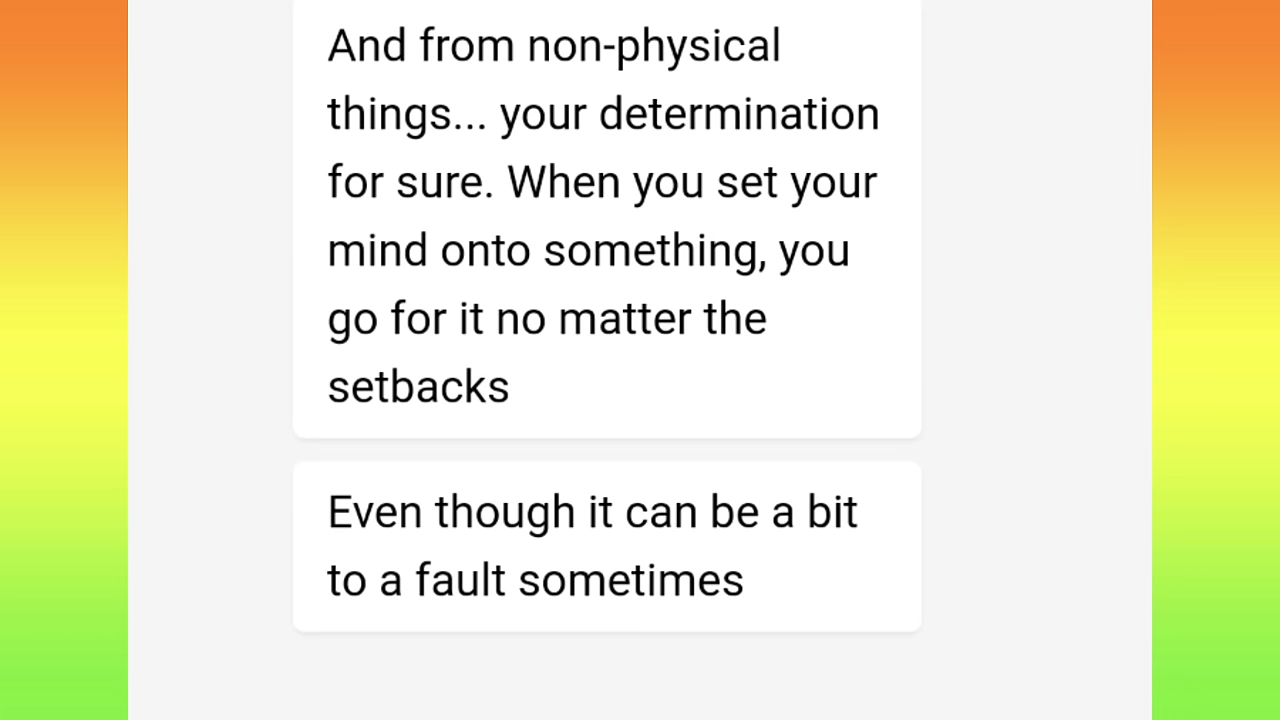 And from non-physical
things... your determination
for sure. When you set your
mind onto something, you
go for it no matter the
setbacks
Even though it can be a bit
to a fault sometimes